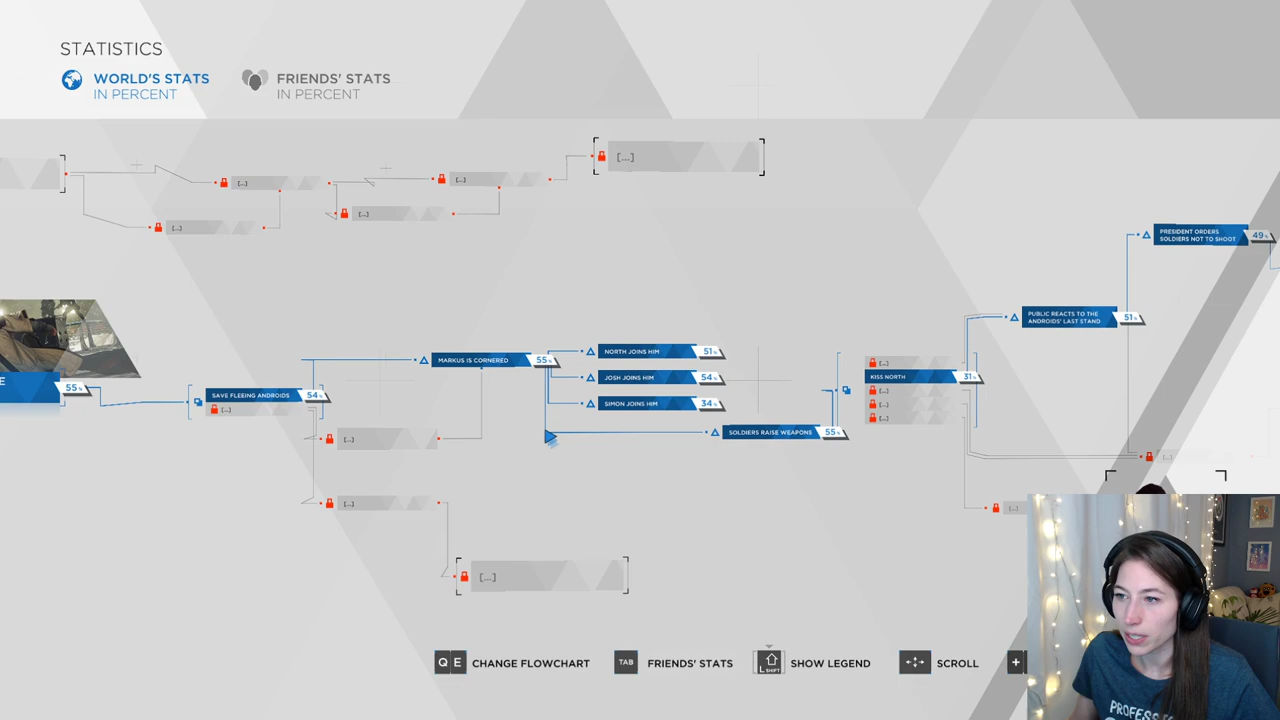 STATISTICS
WORLD'S STATS
IN PERCENT
FRIENDS' STATS
IN PERCENT
[...]
[...]
[...]
[...]
[...]
PRESIDENT ORDERS
SOLDIERS NOT TO SHOOT
49%
PUBLIC REACTS TO THE
ANDROIDS' LAST STAND
51%
E
55%
SAVE FLEEING ANDROIDS
54%
[...]
MARKUS IS CORNERED
55%
NORTH JOINS HIM
51%
JOSH JOINS HIM
54%
SIMON JOINS HIM
34%
SOLDIERS RAISE WEAPONS
55%
[...]
KISS NORTH
31%
[...]
[...]
[...]
[...]
[...]
[...]
[...]
[...]
Q E
CHANGE FLOWCHART
TAB
FRIENDS' STATS
L SHIFT
SHOW LEGEND
SCROLL
+
PROFESS